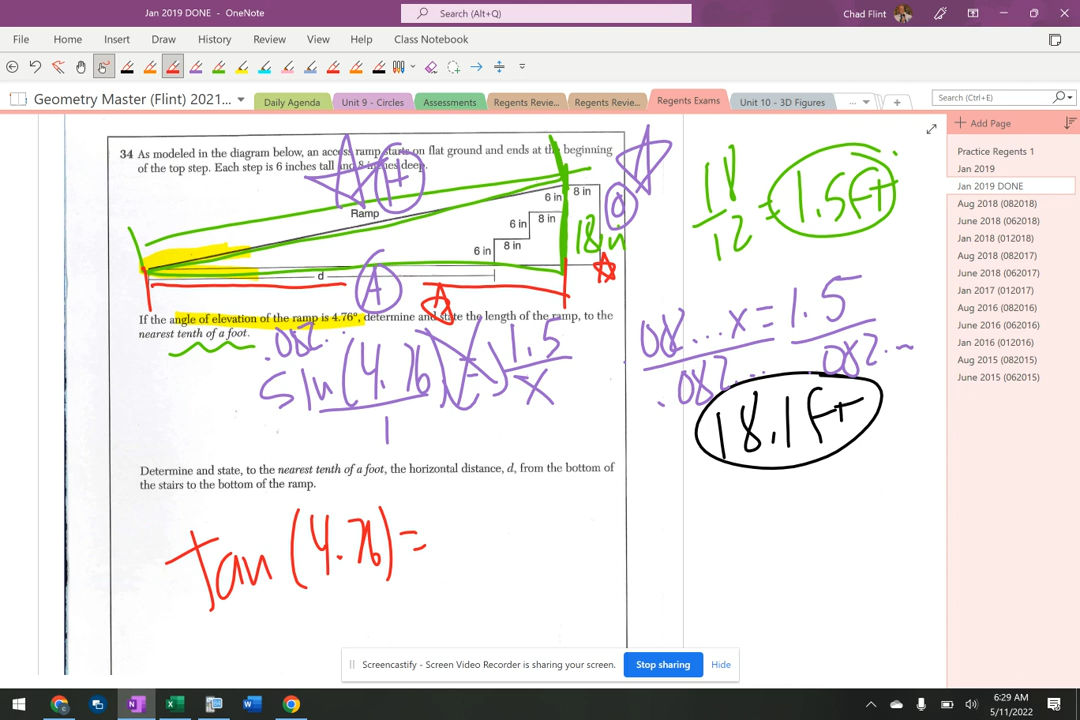 Jan 2019 DONE - OneNote
Search (Alt+Q)
Chad Flint
File Home Insert Draw History Review View Help Class Notebook
Geometry Master (Flint) 2021...
Daily Agenda
Unit 9 - Circles
Assessments
Regents Revie...
Regents Revie...
Regents Exams
Unit 10 - 3D Figures
...
Search (Ctrl+E)
Add Page
Practice Regents 1
Jan 2019
Jan 2019 DONE
Aug 2018 (082018)
June 2018 (062018)
Jan 2018 (012018)
Aug 2017 (082017)
June 2017 (062017)
Jan 2017 (012017)
Aug 2016 (082016)
June 2016 (062016)
Jan 2016 (012016)
Aug 2015 (082015)
June 2015 (062015)
34 As modeled in the diagram below, an access ramp starts on flat ground and ends at the beginning
of the top step. Each step is 6 inches tall and 8 inches deep.
H
O
Ramp
8 in
6 in
8 in
6 in
8 in
6 in
18 in
d
A
18
12
= 1.5 ft
If the angle of elevation of the ramp is 4.76°, determine and state the length of the ramp, to the
nearest tenth of a foot.
.082...
sin(4.76) = 1.5
1 x
.082...x = 1.5
.082... .082...
18.1 ft
Determine and state, to the nearest tenth of a foot, the horizontal distance, d, from the bottom of
the stairs to the bottom of the ramp.
Tan (4.76) =
Screencastify - Screen Video Recorder is sharing your screen.
Stop sharing
Hide
6:29 AM
5/11/2022